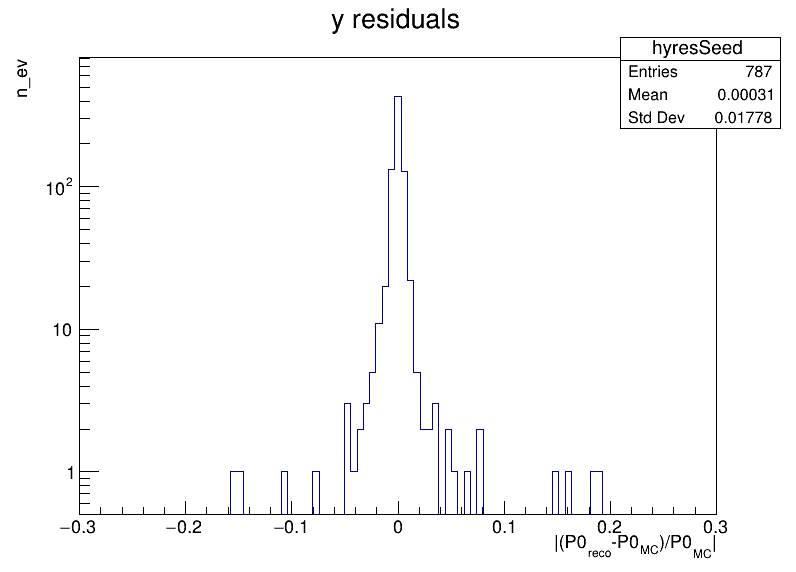 y residuals
hyresSeed
Entries 787
Mean 0.00031
Std Dev 0.01778
n_ev
10²
10
1
−0.3 −0.2 −0.1 0 0.1 0.2 0.3
|(P0reco-P0MC)/P0MC|